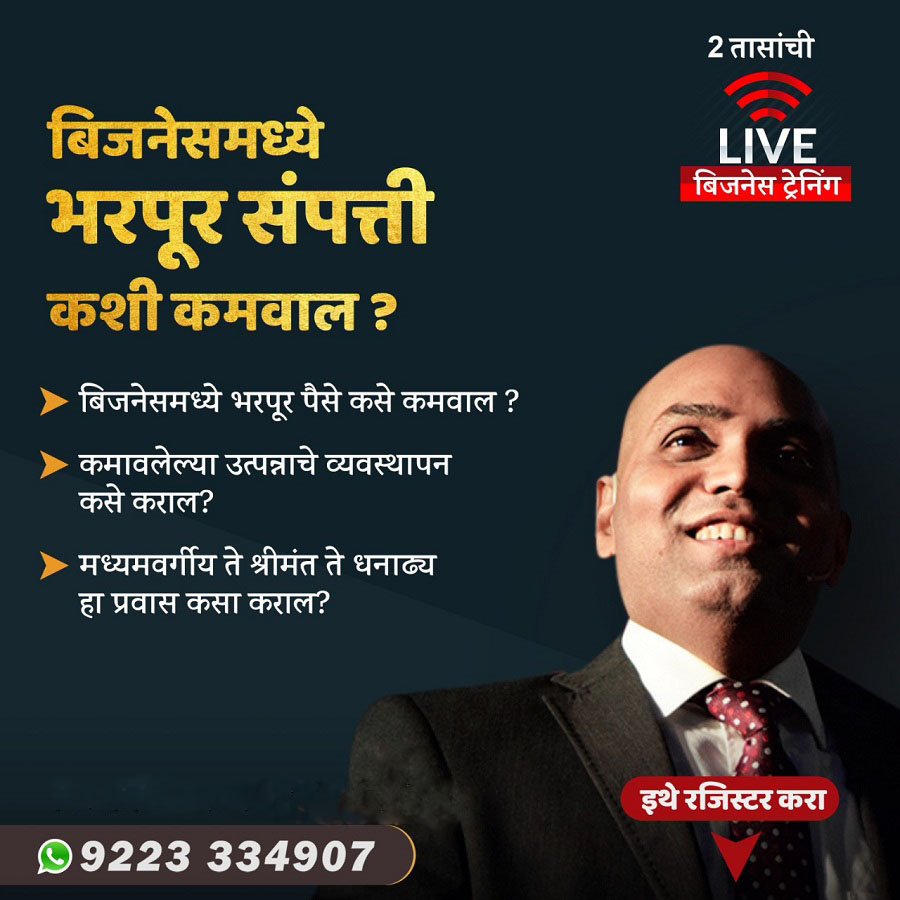 2 तासांची
LIVE
बिजनेस ट्रेनिंग
बिजनेसमध्ये
भरपूर संपत्ती
कशी कमवाल ?
बिजनेसमध्ये भरपूर पैसे कसे कमवाल ?
कमावलेल्या उत्पन्नाचे व्यवस्थापन
कसे कराल?
मध्यमवर्गीय ते श्रीमंत ते धनाढ्य
हा प्रवास कसा कराल?
इथे रजिस्टर करा
9223 334907